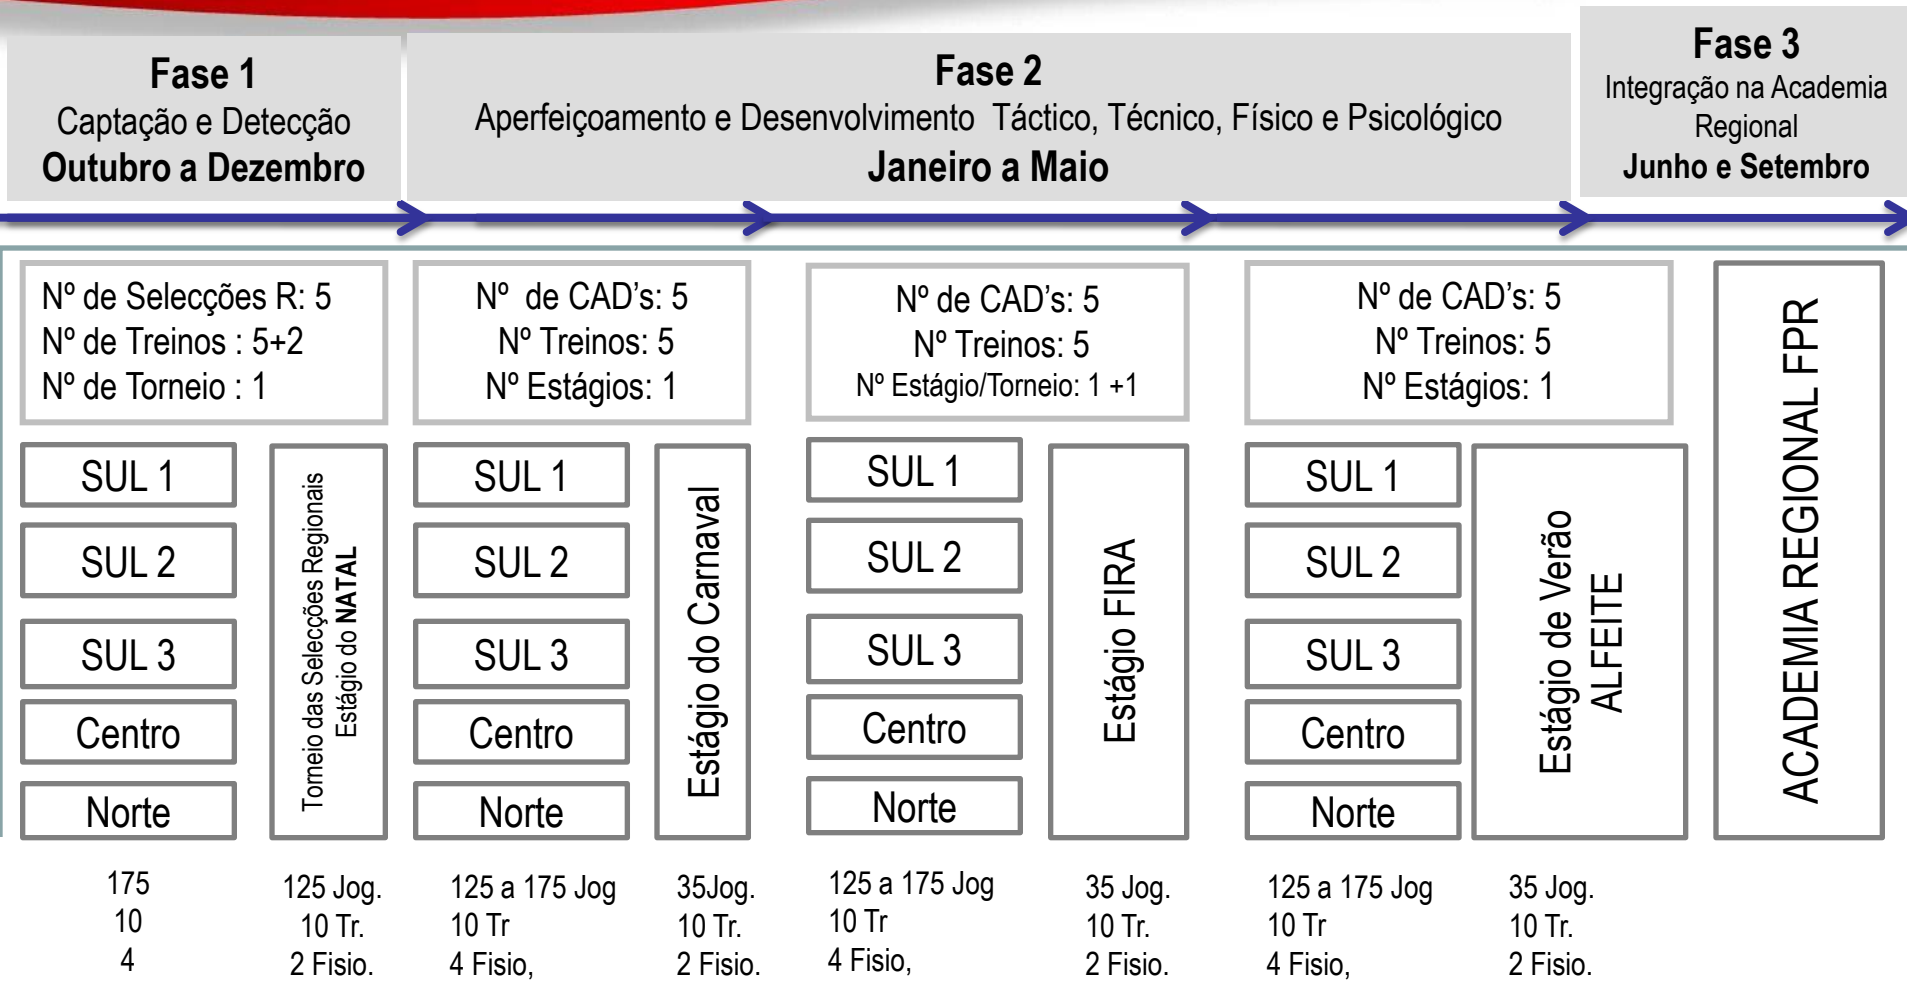 Fase 1
Captação e Detecção
Outubro a Dezembro
Fase 2
Aperfeiçoamento e Desenvolvimento  Táctico, Técnico, Físico e Psicológico
Janeiro a Maio
Fase 3
Integração na Academia
Regional
Junho e Setembro
Nº de Selecções R: 5
Nº de Treinos : 5+2
Nº de Torneio : 1
Nº  de CAD's: 5
Nº Treinos: 5
Nº Estágios: 1
Nº de CAD's: 5
Nº Treinos: 5
Nº Estágio/Torneio: 1 +1
Nº de CAD's: 5
Nº Treinos: 5
Nº Estágios: 1
SUL 1
SUL 2
SUL 3
Centro
Norte
Torneio das Selecções Regionais
Estágio do NATAL
SUL 1
SUL 2
SUL 3
Centro
Norte
Estágio do Carnaval
SUL 1
SUL 2
SUL 3
Centro
Norte
Estágio FIRA
SUL 1
SUL 2
SUL 3
Centro
Norte
Estágio de Verão
ALFEITE
ACADEMIA REGIONAL FPR
175
10
4
125 Jog.
10 Tr.
2 Fisio.
125 a 175 Jog
10 Tr
4 Fisio,
35Jog.
10 Tr.
2 Fisio.
125 a 175 Jog
10 Tr
4 Fisio,
35 Jog.
10 Tr.
2 Fisio.
125 a 175 Jog
10 Tr
4 Fisio,
35 Jog.
10 Tr.
2 Fisio.